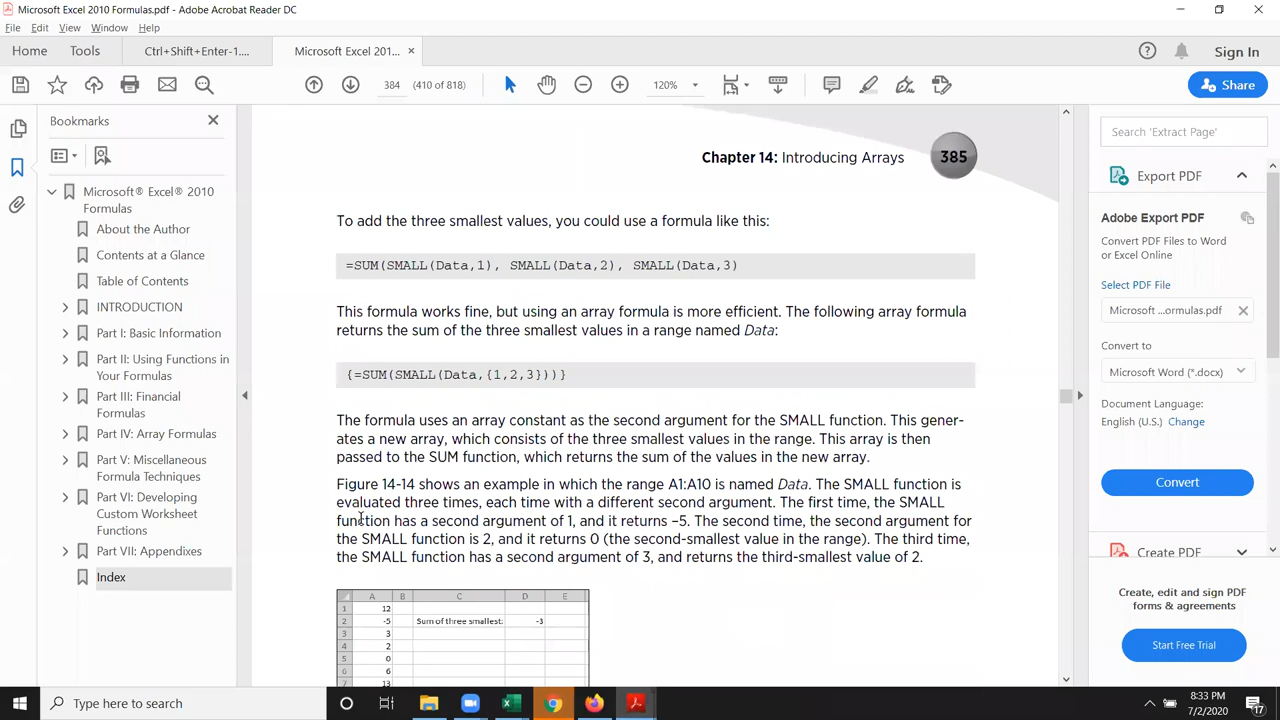 Microsoft Excel 2010 Formulas.pdf - Adobe Acrobat Reader DC
File Edit View Window Help
Home Tools Ctrl+Shift+Enter-1.... Microsoft Excel 201... × Sign In
384 (410 of 818) 120% Share
Bookmarks
Microsoft® Excel® 2010
Formulas
About the Author
Contents at a Glance
Table of Contents
INTRODUCTION
Part I: Basic Information
Part II: Using Functions in
Your Formulas
Part III: Financial
Formulas
Part IV: Array Formulas
Part V: Miscellaneous
Formula Techniques
Part VI: Developing
Custom Worksheet
Functions
Part VII: Appendixes
Index
Chapter 14: Introducing Arrays 385
To add the three smallest values, you could use a formula like this:
=SUM(SMALL(Data,1), SMALL(Data,2), SMALL(Data,3)
This formula works fine, but using an array formula is more efficient. The following array formula
returns the sum of the three smallest values in a range named Data:
{=SUM(SMALL(Data,{1,2,3}))}
The formula uses an array constant as the second argument for the SMALL function. This gener-
ates a new array, which consists of the three smallest values in the range. This array is then
passed to the SUM function, which returns the sum of the values in the new array.
Figure 14-14 shows an example in which the range A1:A10 is named Data. The SMALL function is
evaluated three times, each time with a different second argument. The first time, the SMALL
function has a second argument of 1, and it returns –5. The second time, the second argument for
the SMALL function is 2, and it returns 0 (the second-smallest value in the range). The third time,
the SMALL function has a second argument of 3, and returns the third-smallest value of 2.
A B C D E
1 12
2 -5 Sum of three smallest: -3
3 3
4 2
5 0
6 6
7 13
Search 'Extract Page'
Export PDF
Adobe Export PDF
Convert PDF Files to Word
or Excel Online
Select PDF File
Microsoft ...ormulas.pdf
Convert to
Microsoft Word (*.docx)
Document Language:
English (U.S.) Change
Convert
Create PDF
Create, edit and sign PDF
forms & agreements
Start Free Trial
Type here to search
8:33 PM
7/2/2020
17